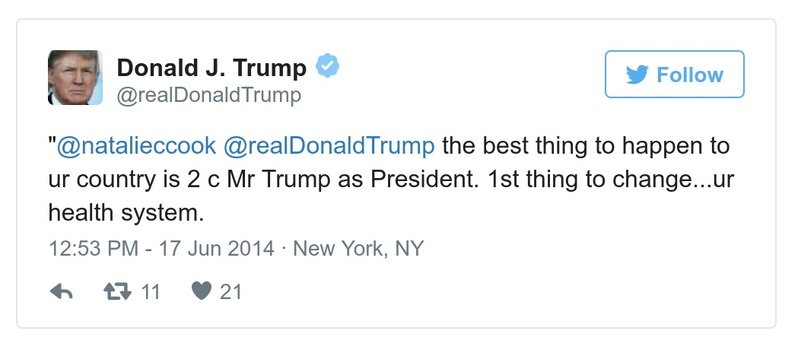 Donald J. Trump
@realDonaldTrump
Follow
"@natalieccook @realDonaldTrump the best thing to happen to
ur country is 2 c Mr Trump as President. 1st thing to change...ur
health system.
12:53 PM - 17 Jun 2014 · New York, NY
11 21